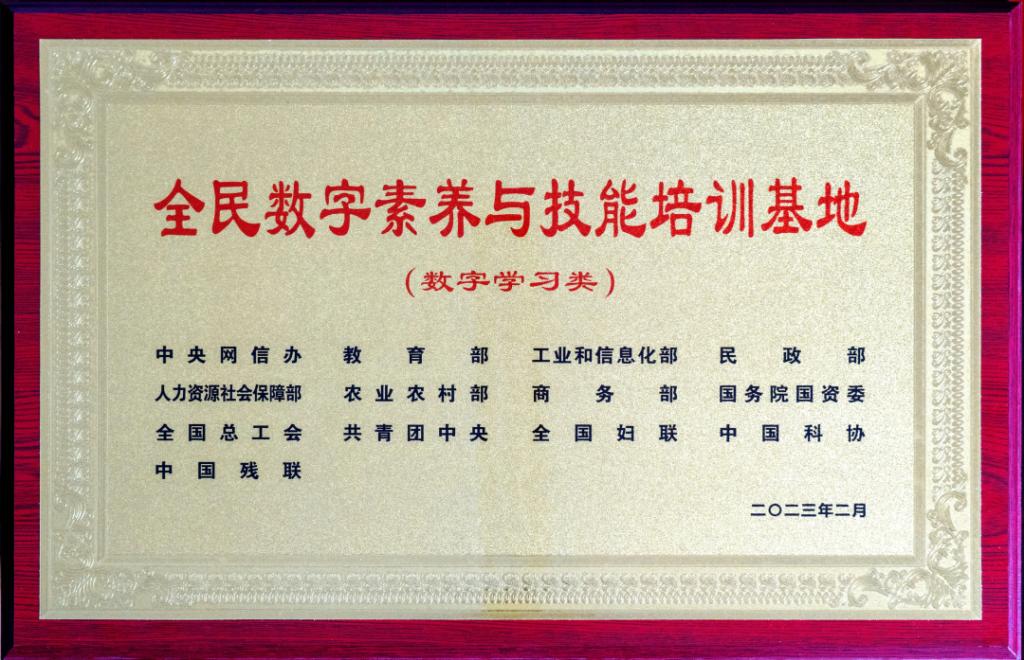 全民数字素养与技能培训基地
(数字学习类)
中央网信办 教育部 工业和信息化部 民政部
人力资源社会保障部 农业农村部 商务部 国务院国资委
全国总工会 共青团中央 全国妇联 中国科协
中国残联
二〇二三年二月